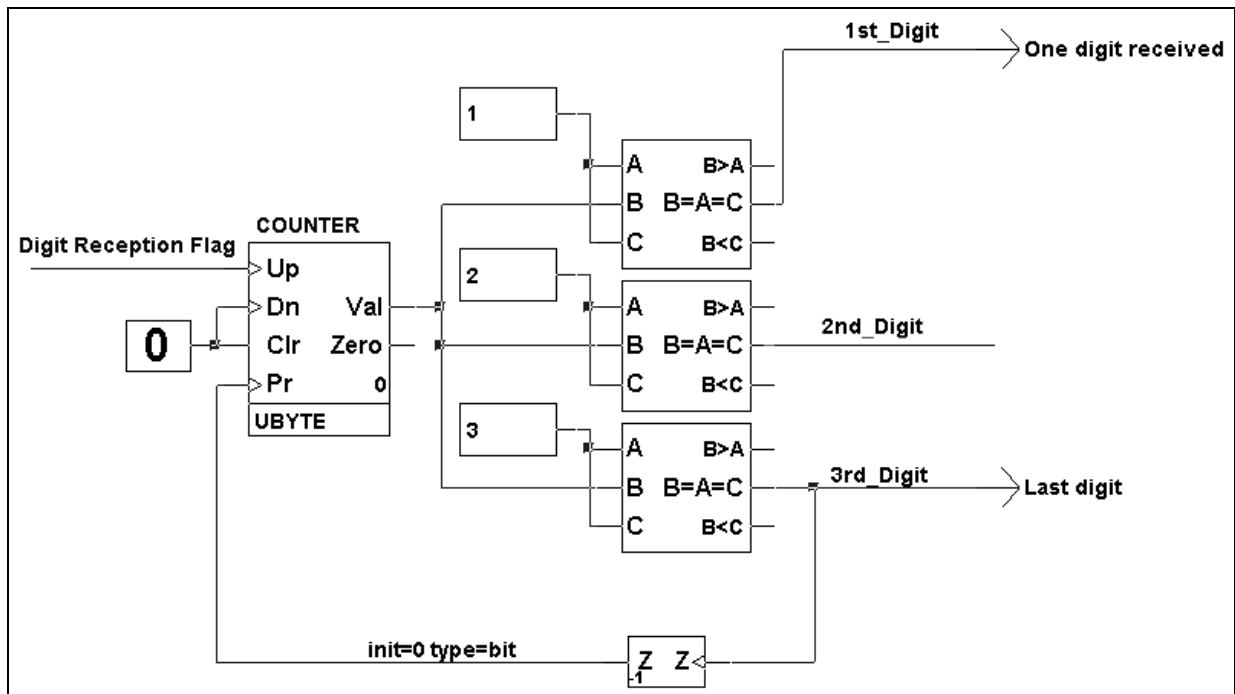 1st_Digit
One digit received
1
A B>A
B B=A=C
C B<C
COUNTER
Digit Reception Flag
Up
Dn Val
Clr Zero
Pr 0
UBYTE
0
2
A B>A
B B=A=C
C B<C
2nd_Digit
3
A B>A
B B=A=C
C B<C
3rd_Digit
Last digit
init=0 type=bit
Z Z
-1